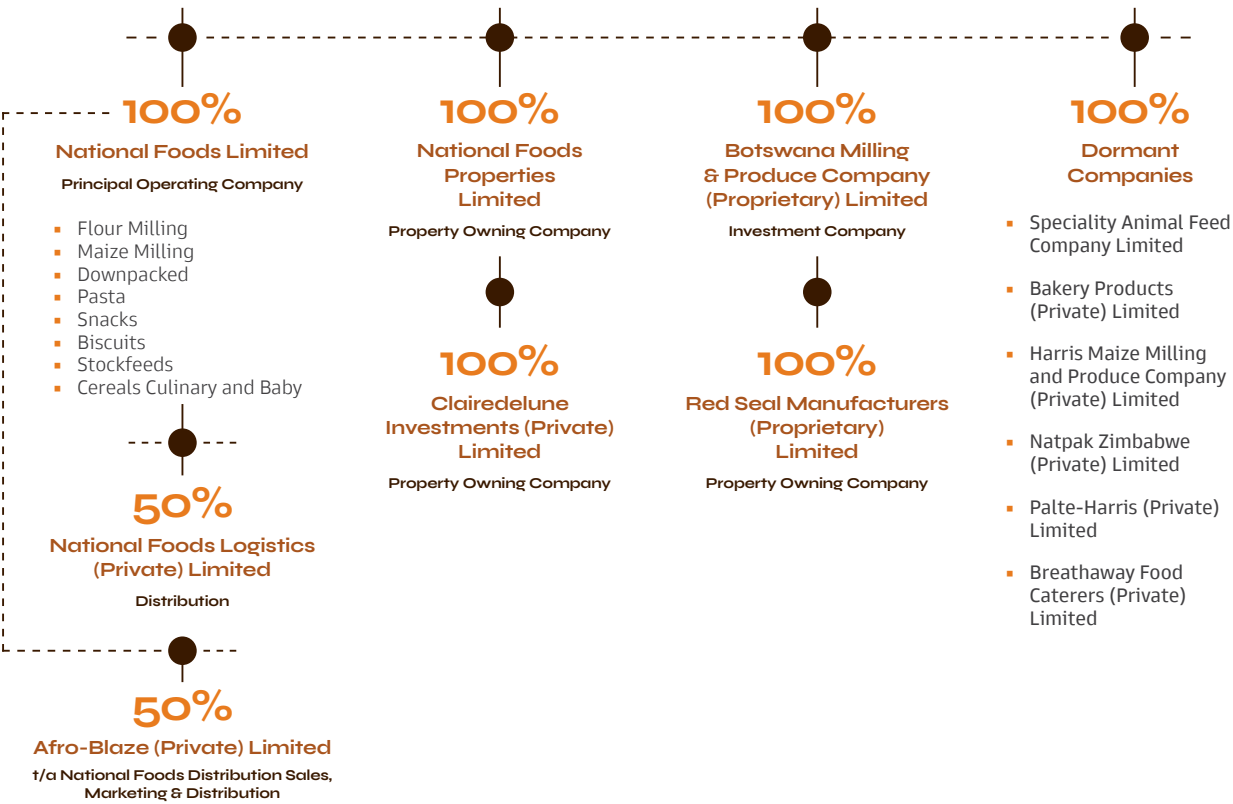 100%
National Foods Limited
Principal Operating Company
Flour Milling
Maize Milling
Downpacked
Pasta
Snacks
Biscuits
Stockfeeds
Cereals Culinary and Baby
50%
National Foods Logistics
(Private) Limited
Distribution
50%
Afro-Blaze (Private) Limited
t/a National Foods Distribution Sales,
Marketing & Distribution
100%
National Foods
Properties
Limited
Property Owning Company
100%
Clairedelune
Investments (Private)
Limited
Property Owning Company
100%
Botswana Milling
& Produce Company
(Proprietary) Limited
Investment Company
100%
Red Seal Manufacturers
(Proprietary)
Limited
Property Owning Company
100%
Dormant
Companies
Speciality Animal Feed
Company Limited
Bakery Products
(Private) Limited
Harris Maize Milling
and Produce Company
(Private) Limited
Natpak Zimbabwe
(Private) Limited
Palte-Harris (Private)
Limited
Breathaway Food
Caterers (Private)
Limited